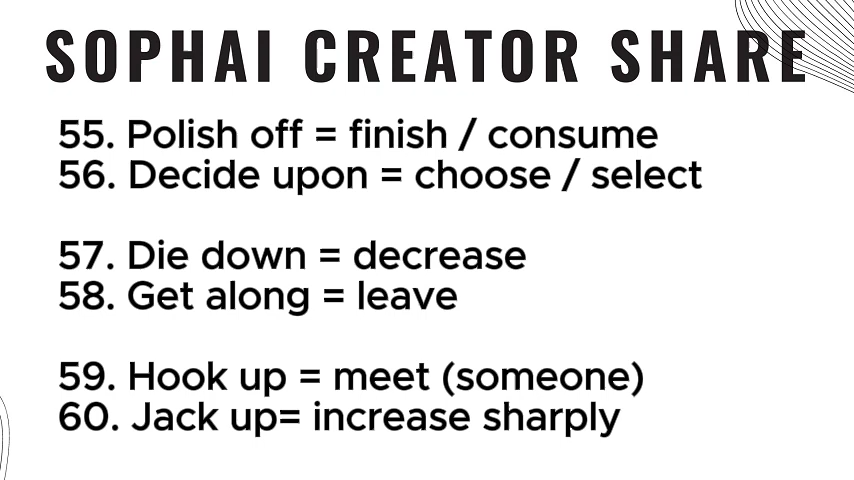 SOPHAI CREATOR SHARE
55. Polish off = finish / consume
56. Decide upon = choose / select
57. Die down = decrease
58. Get along = leave
59. Hook up = meet (someone)
60. Jack up= increase sharply